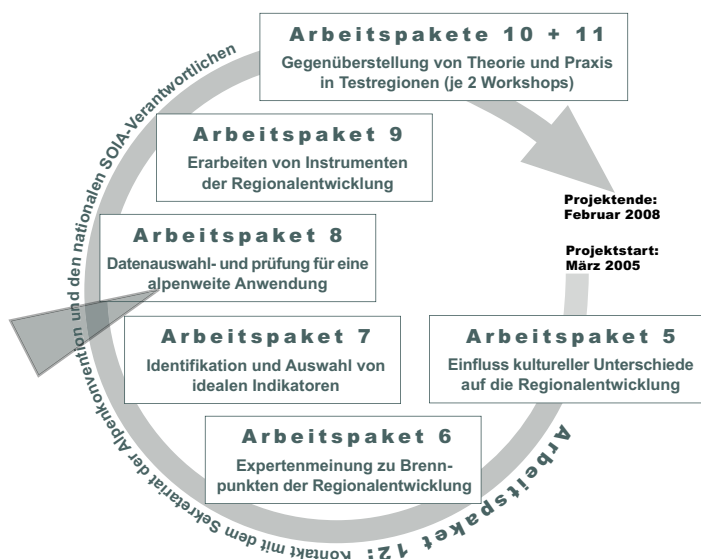 Arbeitspakete 10 + 11
Gegenüberstellung von Theorie und Praxis
in Testregionen (je 2 Workshops)
Arbeitspaket 9
Erarbeiten von Instrumenten
der Regionalentwicklung
Projektende:
Februar 2008
Arbeitspaket 8
Datenauswahl- und prüfung für eine
alpenweite Anwendung
Projektstart:
März 2005
Arbeitspaket 7
Identifikation und Auswahl von
idealen Indikatoren
Arbeitspaket 5
Einfluss kultureller Unterschiede
auf die Regionalentwicklung
Arbeitspaket 6
Expertenmeinung zu Brenn-
punkten der Regionalentwicklung
Arbeitspaket 12: Kontakt mit dem Sekretariat der Alpenkonvention und den nationalen SOIA-Verantwortlichen